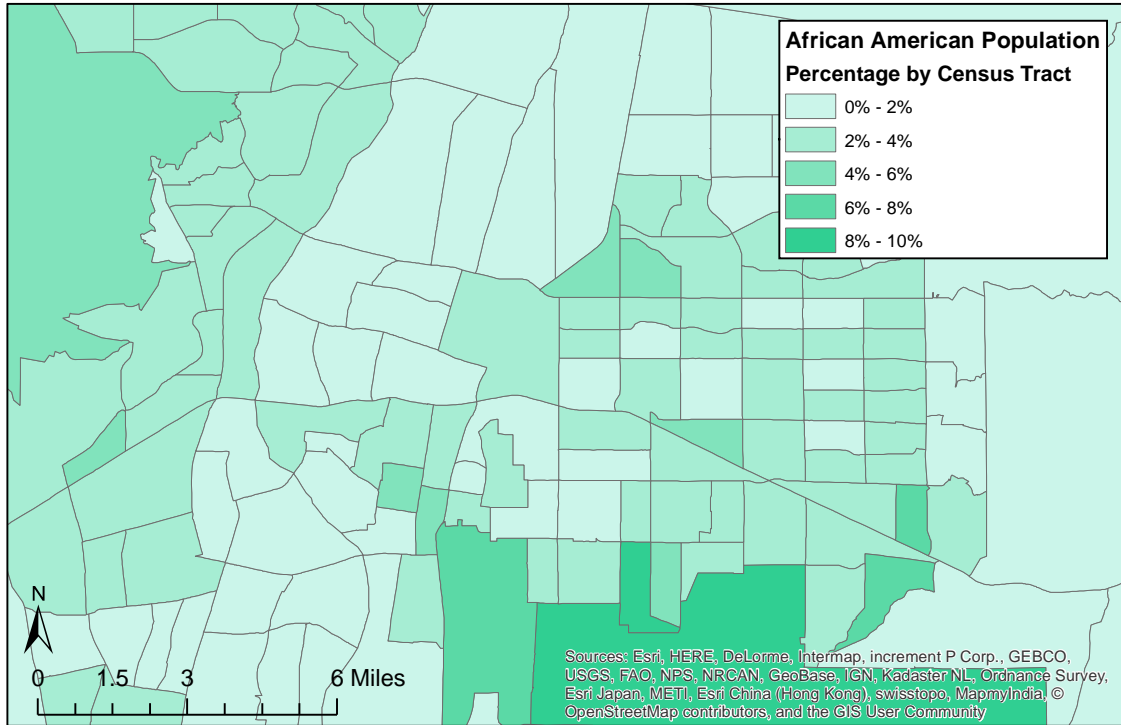 African American Population
Percentage by Census Tract
0% - 2%
2% - 4%
4% - 6%
6% - 8%
8% - 10%
N
0 1.5 3 6 Miles
Sources: Esri, HERE, DeLorme, Intermap, increment P Corp., GEBCO,
USGS, FAO, NPS, NRCAN, GeoBase, IGN, Kadaster NL, Ordnance Survey,
Esri Japan, METI, Esri China (Hong Kong), swisstopo, MapmyIndia, ©
OpenStreetMap contributors, and the GIS User Community